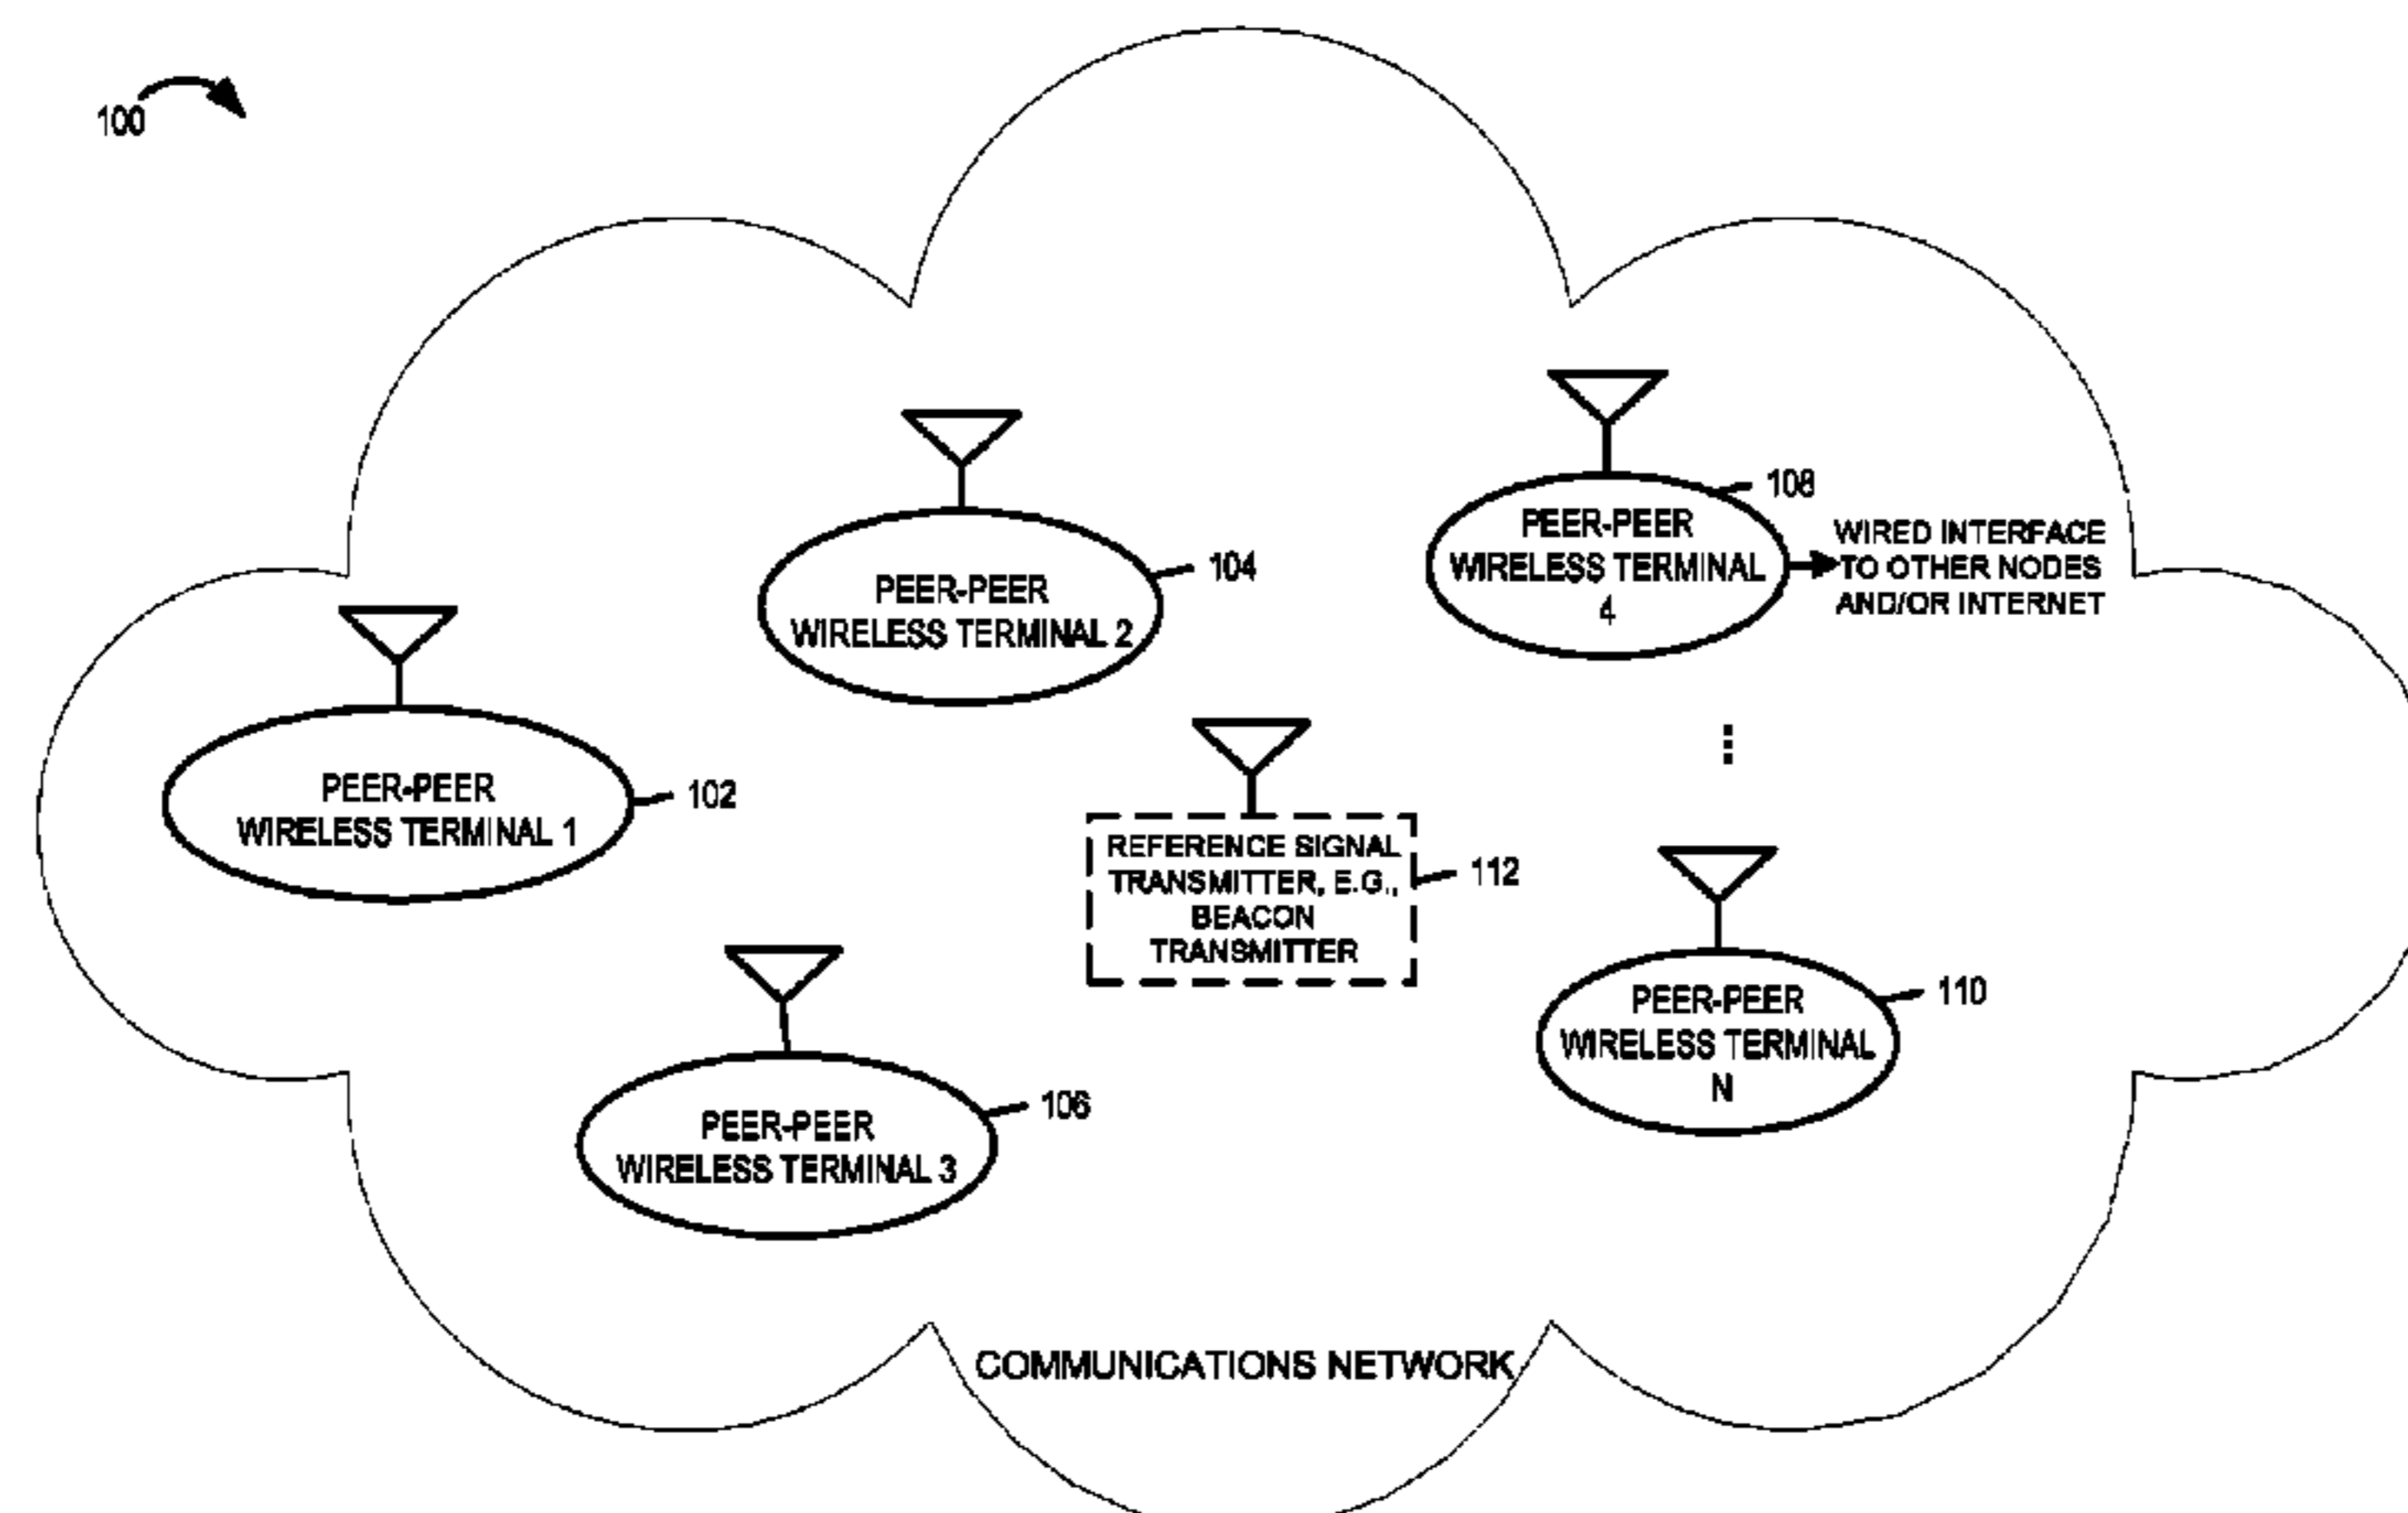 100
PEER-PEER
WIRELESS TERMINAL
4
108
WIRED INTERFACE
TO OTHER NODES
AND/OR INTERNET
PEER-PEER
WIRELESS TERMINAL 2
104
PEER-PEER
WIRELESS TERMINAL 1
102
REFERENCE SIGNAL
TRANSMITTER, E.G.,
BEACON
TRANSMITTER
112
PEER-PEER
WIRELESS TERMINAL
N
110
PEER-PEER
WIRELESS TERMINAL 3
106
COMMUNICATIONS NETWORK